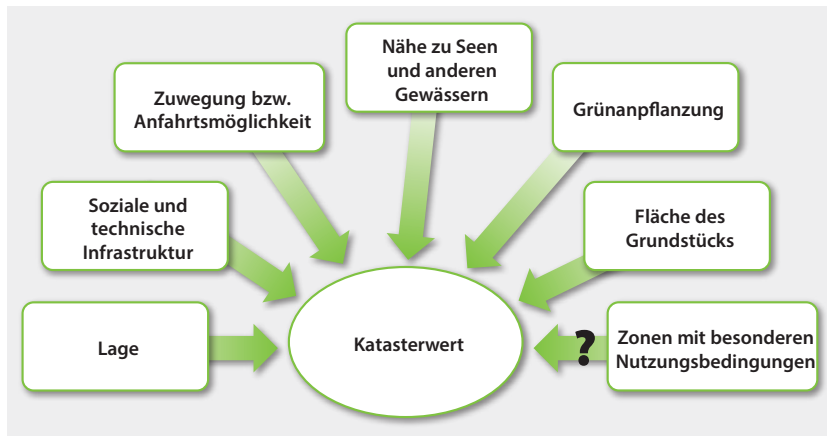 Nähe zu Seen
und anderen
Gewässern
Zuwegung bzw.
Anfahrtsmöglichkeit
Grünanpflanzung
Soziale und
technische
Infrastruktur
Fläche des
Grundstücks
Lage
Katasterwert
?
Zonen mit besonderen
Nutzungsbedingungen